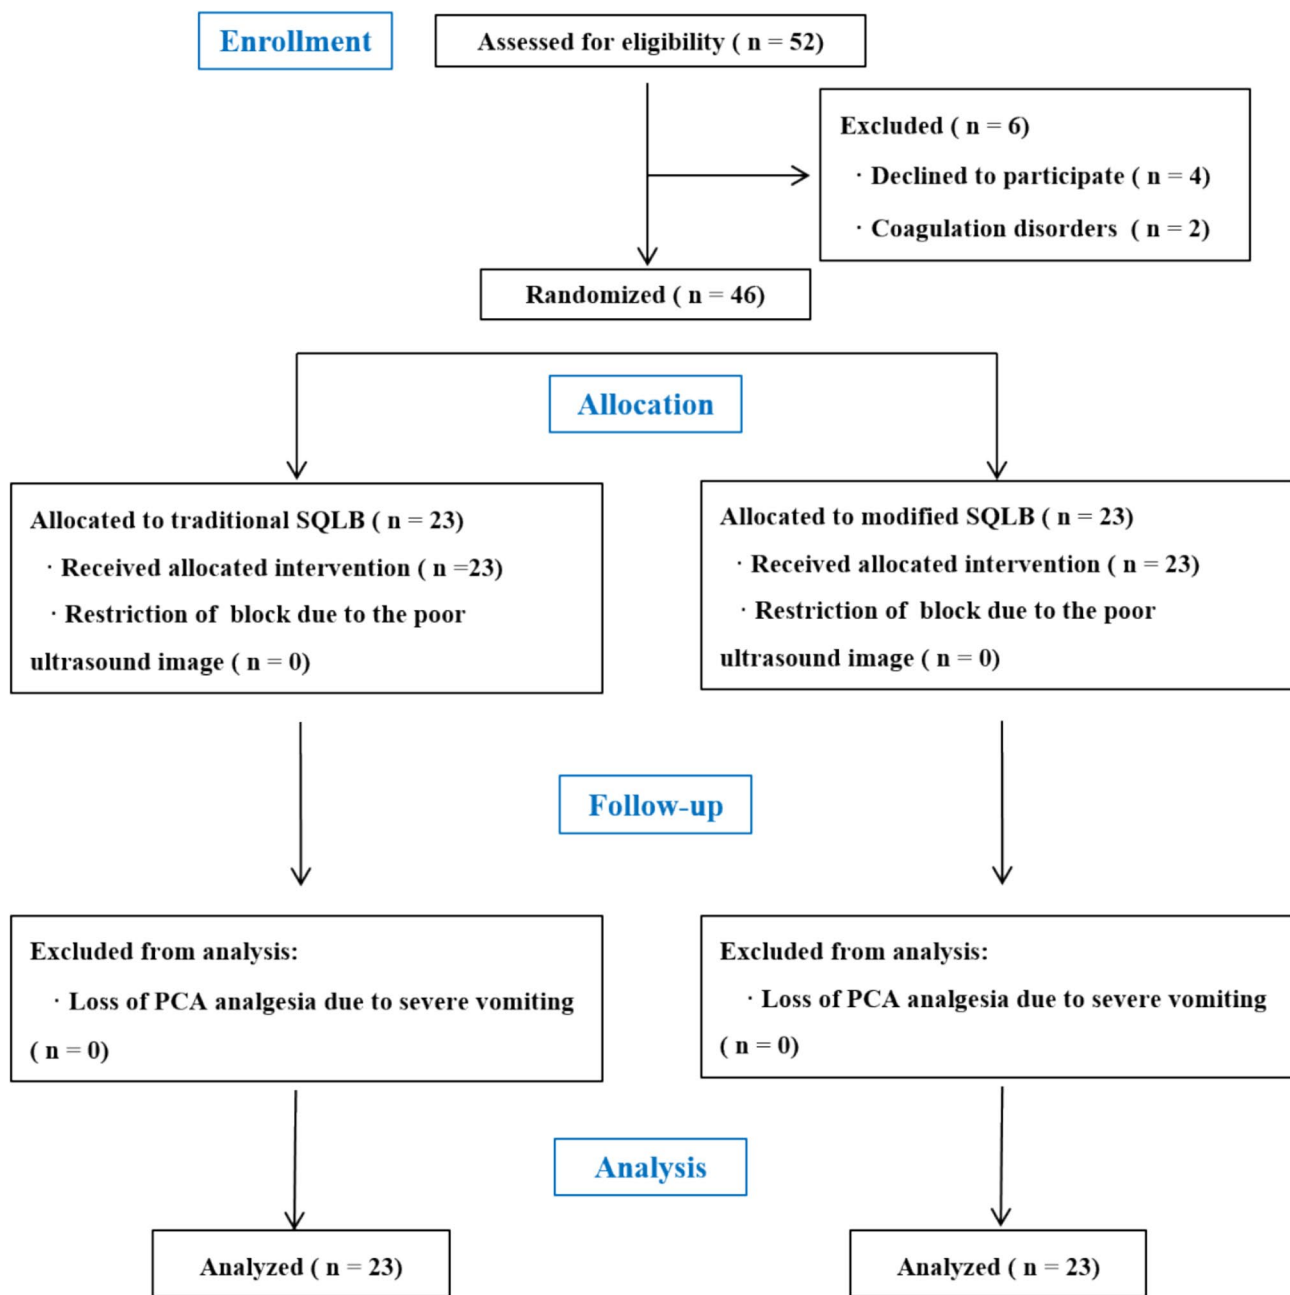 Enrollment
Assessed for eligibility ( n = 52)
Excluded ( n = 6)
· Declined to participate ( n = 4)
· Coagulation disorders ( n = 2)
Randomized ( n = 46)
Allocation
Allocated to traditional SQLB ( n = 23)
· Received allocated intervention ( n =23)
· Restriction of block due to the poor
ultrasound image ( n = 0)
Allocated to modified SQLB ( n = 23)
· Received allocated intervention ( n = 23)
· Restriction of block due to the poor
ultrasound image ( n = 0)
Follow-up
Excluded from analysis:
· Loss of PCA analgesia due to severe vomiting
( n = 0)
Excluded from analysis:
· Loss of PCA analgesia due to severe vomiting
( n = 0)
Analysis
Analyzed ( n = 23)
Analyzed ( n = 23)